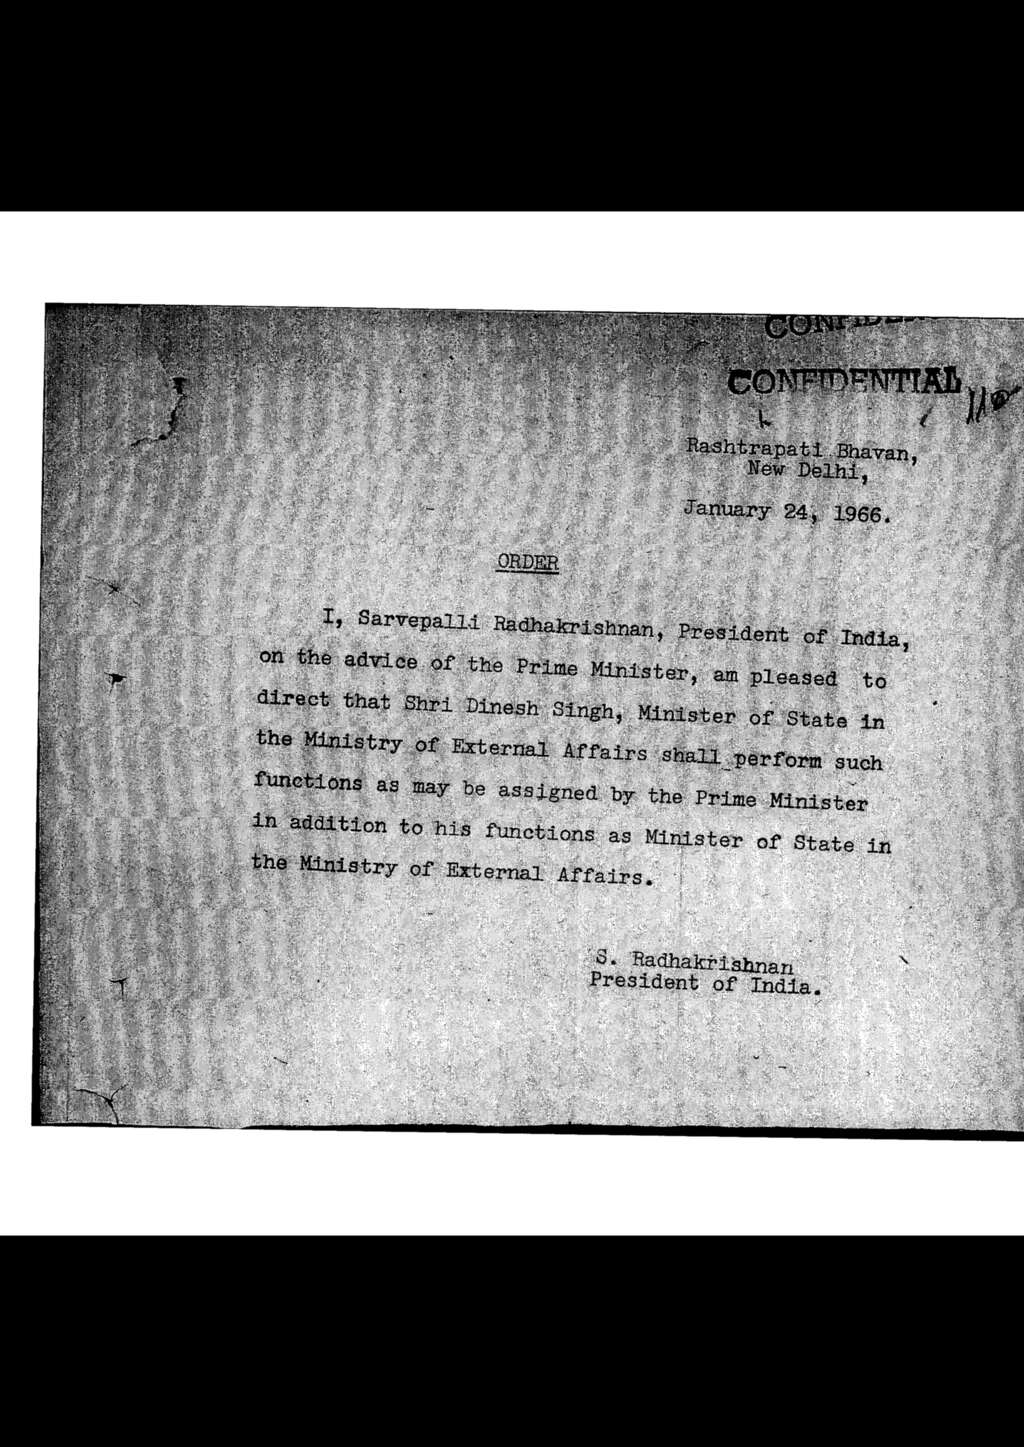 CONFIDENTIAL
Rashtrapati Bhavan,
New Delhi,
January 24, 1966.
ORDER
I, Sarvepalli Radhakrishnan, President of India,
on the advice of the Prime Minister, am pleased to
direct that Shri Dinesh Singh, Minister of State in
the Ministry of External Affairs shall perform such
functions as may be assigned by the Prime Minister
in addition to his functions as Minister of State in
the Ministry of External Affairs.
S. Radhakrishnan
President of India.